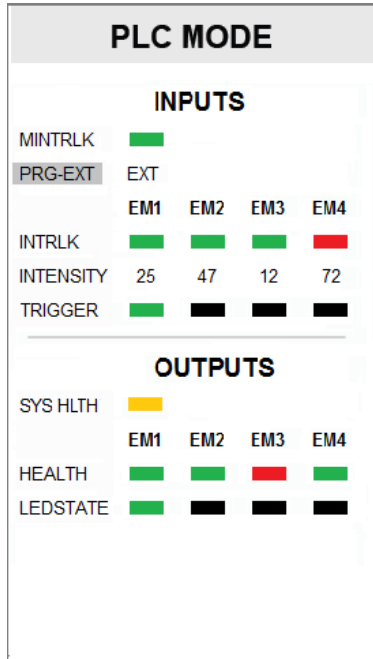 PLC MODE
INPUTS
MINTRLK
PRG-EXT EXT
EM1 EM2 EM3 EM4
INTRLK
INTENSITY 25 47 12 72
TRIGGER
OUTPUTS
SYS HLTH
EM1 EM2 EM3 EM4
HEALTH
LEDSTATE